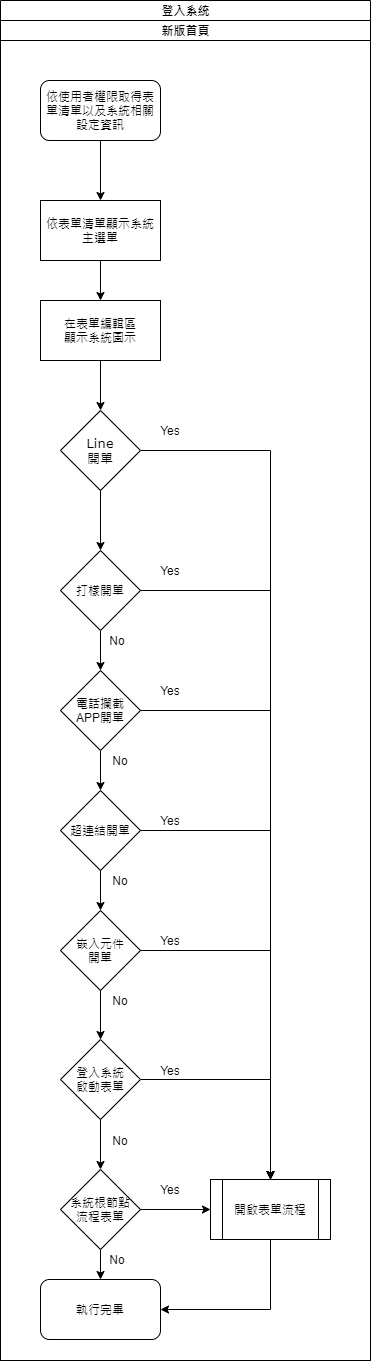 登入系統
新版首頁
依使用者權限取得表
單清單以及系統相關
設定資訊
依表單清單顯示系統
主選單
在表單編輯區
顯示系統圖示
Line
開單
Yes
打樣開單
Yes
No
電話攔截
APP開單
Yes
No
超連結開單
Yes
No
嵌入元件
開單
Yes
No
登入系統
啟動表單
Yes
No
系統根節點
流程表單
Yes
開啟表單流程
No
執行完畢